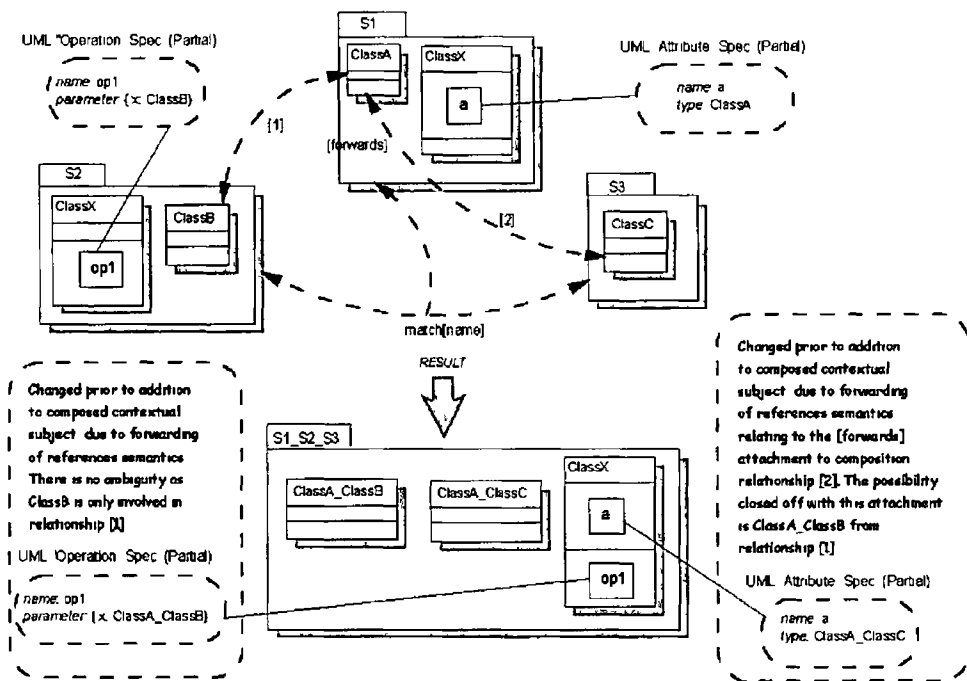 S1
UML "Operation Spec (Partial)
name op1
parameter {x: ClassB}
ClassA
ClassX
a
UML Attribute Spec (Partial)
name a
type ClassA
[1]
[forwards]
[2]
S2
ClassX
ClassB
op1
S3
ClassC
match[name]
RESULT
Changed prior to addition
to composed contextual
subject due to forwarding
of references semantics
There is no ambiguity as
ClassB is only involved in
relationship [1]
UML 'Operation Spec (Partial)
name: op1
parameter {x. ClassA_ClassB}
S1_S2_S3
ClassA_ClassB
ClassA_ClassC
ClassX
a
op1
Changed prior to addition
to composed contextual
subject due to forwarding
of references semantics
relating to the [forwards]
attachment to composition
relationship [2]. The possibility
closed off with this attachment
is ClassA_ClassB from
relationship [1]
UML Attribute Spec (Partial)
name a
type. ClassA_ClassC